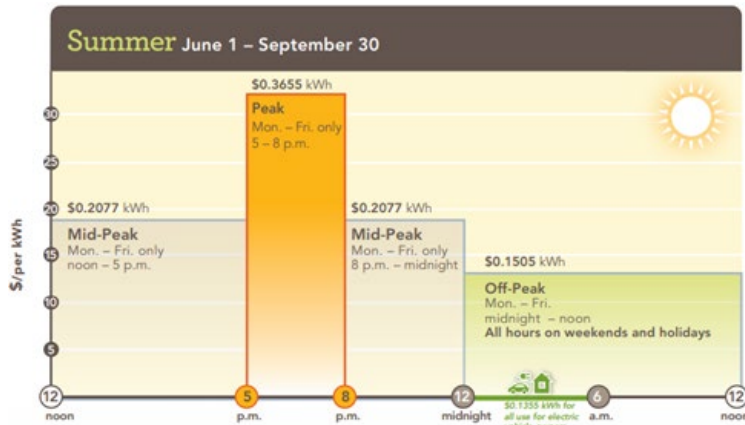 Summer June 1 – September 30
$0.3655 kWh
Peak
Mon. – Fri. only
5 – 8 p.m.
$0.2077 kWh
Mid-Peak
Mon. – Fri. only
noon – 5 p.m.
$0.2077 kWh
Mid-Peak
Mon. – Fri. only
8 p.m. – midnight
$0.1505 kWh
Off-Peak
Mon. – Fri.
midnight – noon
All hours on weekends and holidays
$/per kWh
30
25
20
15
10
5
12
noon
5
p.m.
8
p.m.
12
midnight
6
a.m.
12
noon
$0.1355 kWh for
all use for electric